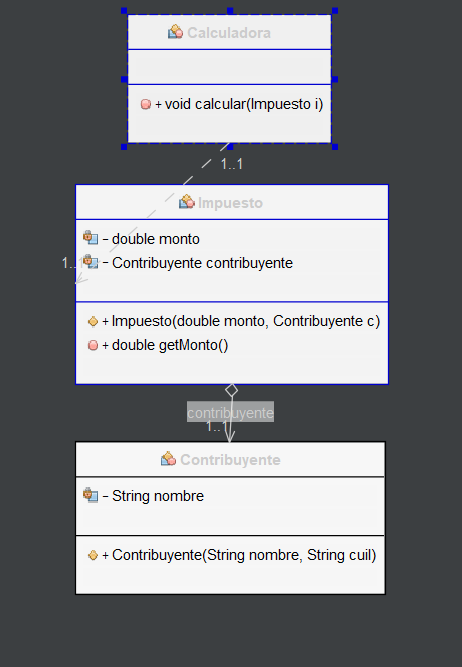 Calculadora
+ void calcular(Impuesto i)
1..1
Impuesto
- double monto
1..1
- Contribuyente contribuyente
+ Impuesto(double monto, Contribuyente c)
+ double getMonto()
contribuyente
1..1
Contribuyente
- String nombre
+ Contribuyente(String nombre, String cuil)